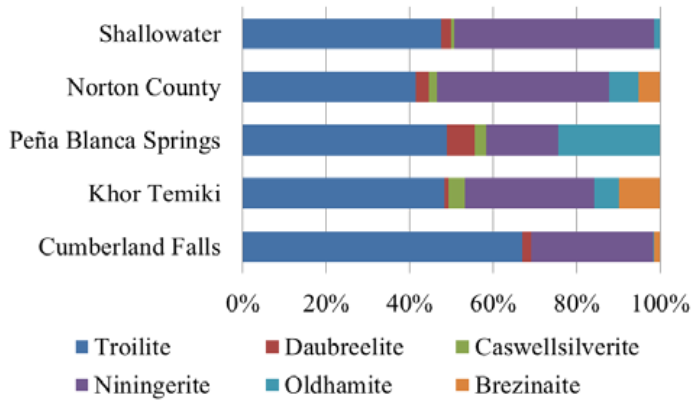 Shallowater
Norton County
Peña Blanca Springs
Khor Temiki
Cumberland Falls
0% 20% 40% 60% 80% 100%
Troilite Daubreelite Caswellsilverite
Niningerite Oldhamite Brezinaite